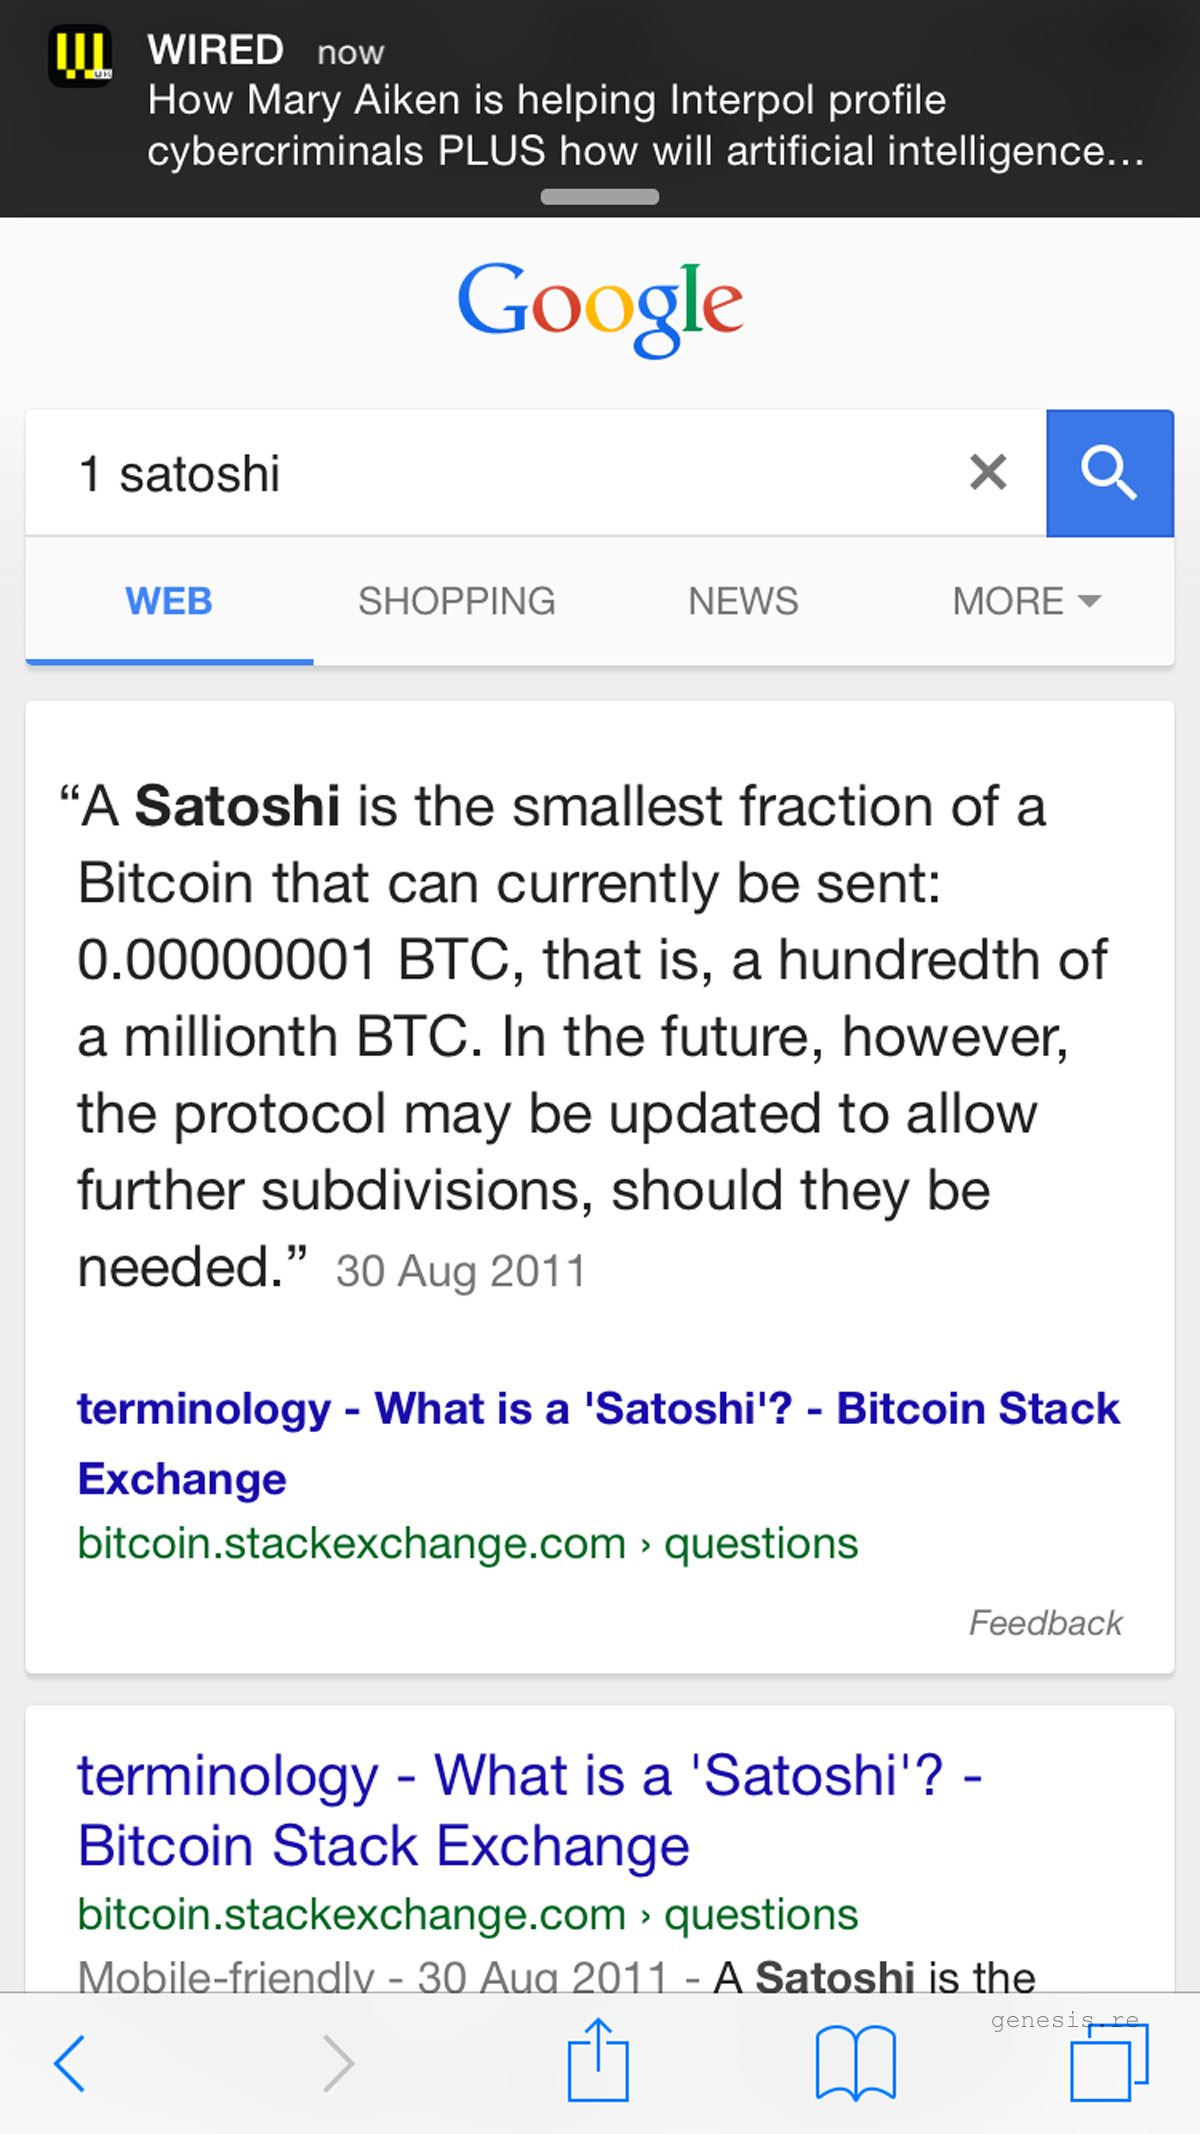 WIRED now
How Mary Aiken is helping Interpol profile
cybercriminals PLUS how will artificial intelligence...
UK
Google
1 satoshi
WEB SHOPPING NEWS MORE
“A Satoshi is the smallest fraction of a
Bitcoin that can currently be sent:
0.00000001 BTC, that is, a hundredth of
a millionth BTC. In the future, however,
the protocol may be updated to allow
further subdivisions, should they be
needed.” 30 Aug 2011
terminology - What is a 'Satoshi'? - Bitcoin Stack
Exchange
bitcoin.stackexchange.com › questions
Feedback
terminology - What is a 'Satoshi'? -
Bitcoin Stack Exchange
bitcoin.stackexchange.com › questions
Mobile-friendly - 30 Aug 2011 - A Satoshi is the
genesis.re